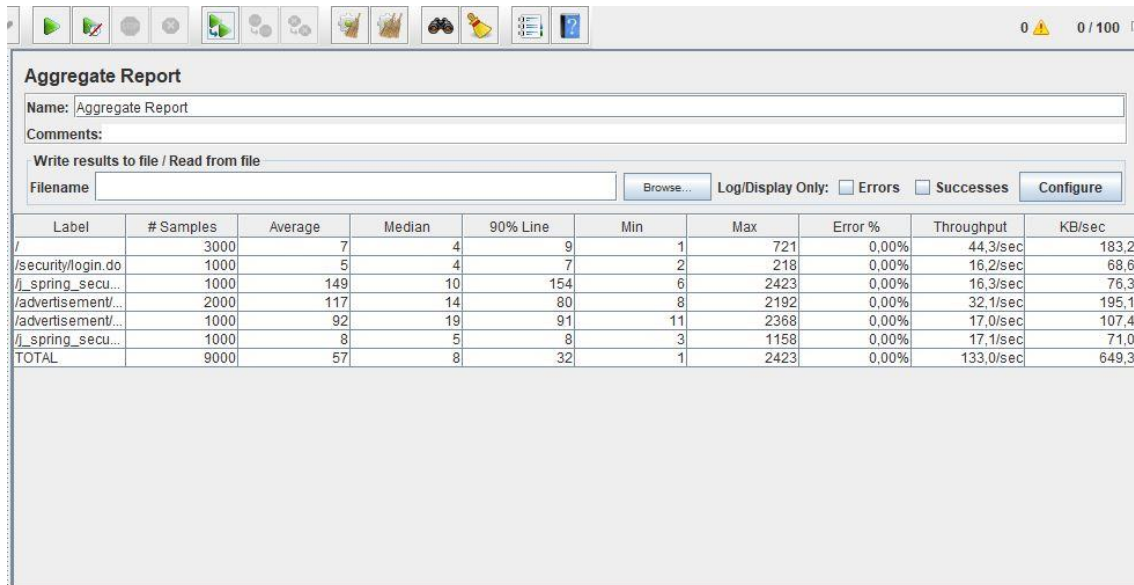 0 0 / 100
Aggregate Report
Name: Aggregate Report
Comments:
Write results to file / Read from file
Filename Browse... Log/Display Only: Errors Successes Configure
Label # Samples Average Median 90% Line Min Max Error % Throughput KB/sec
/ 3000 7 4 9 1 721 0,00% 44,3/sec 183,2
/security/login.do 1000 5 4 7 2 218 0,00% 16,2/sec 68,6
/j_spring_secu... 1000 149 10 154 6 2423 0,00% 16,3/sec 76,3
/advertisement/... 2000 117 14 80 8 2192 0,00% 32,1/sec 195,1
/advertisement/... 1000 92 19 91 11 2368 0,00% 17,0/sec 107,4
/j_spring_secu... 1000 8 5 8 3 1158 0,00% 17,1/sec 71,0
TOTAL 9000 57 8 32 1 2423 0,00% 133,0/sec 649,3